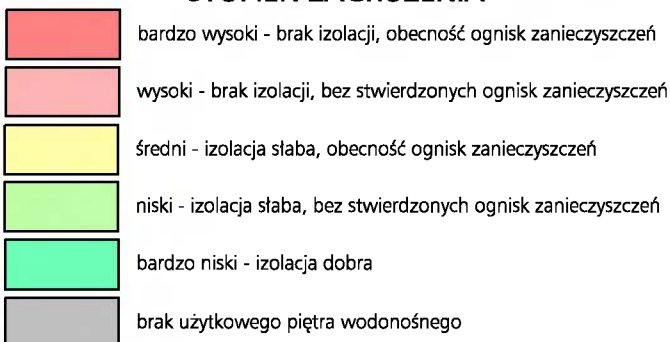 bardzo wysoki - brak izolacji, obecność ognisk zanieczyszczeń
wysoki - brak izolacji, bez stwierdzonych ognisk zanieczyszczeń
średni - izolacja słaba, obecność ognisk zanieczyszczeń
niski - izolacja słaba, bez stwierdzonych ognisk zanieczyszczeń
bardzo niski - izolacja dobra
brak użytkowego piętra wodonośnego